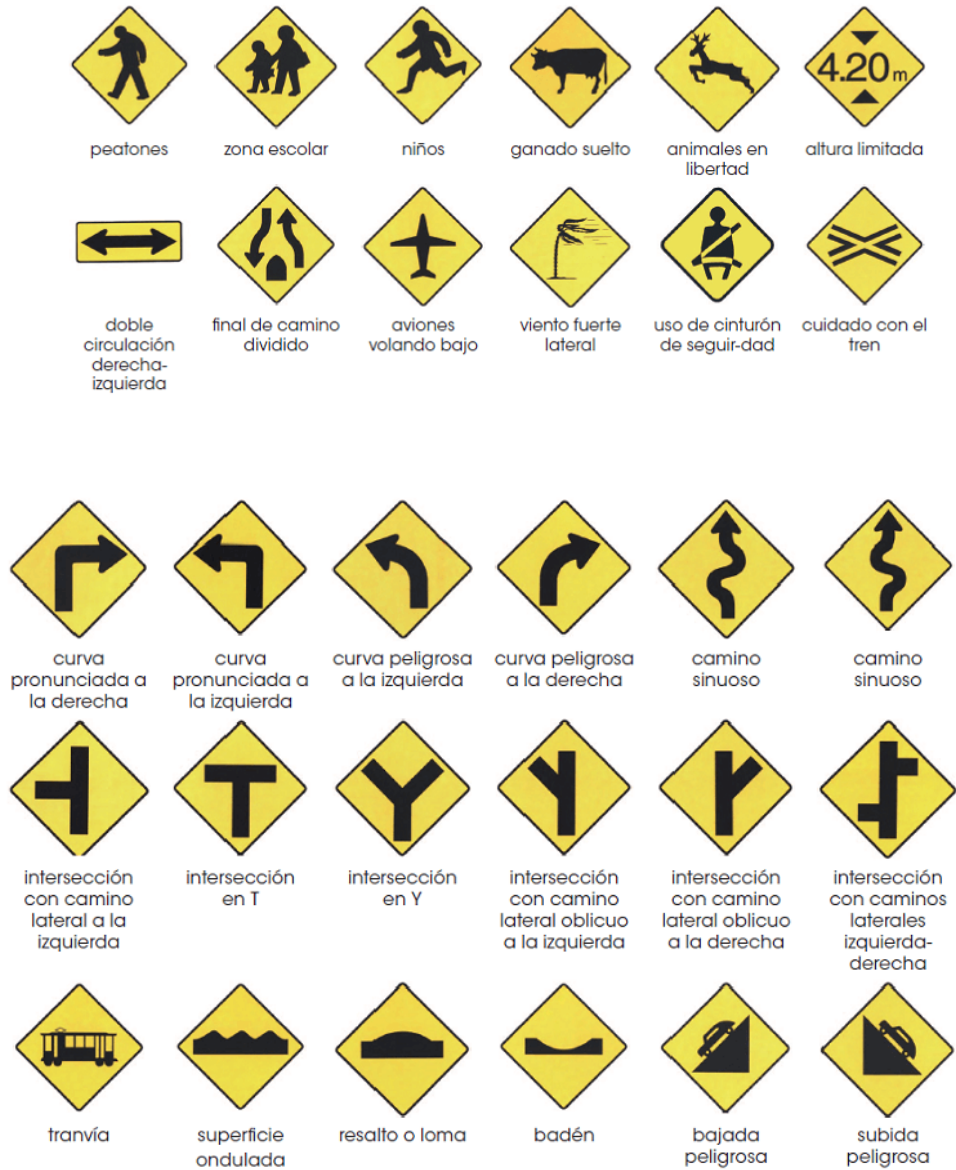 4.20 m
peatones
zona escolar
niños
ganado suelto
animales en
libertad
altura limitada
doble
circulación
derecha-
izquierda
final de camino
dividido
aviones
volando bajo
viento fuerte
lateral
uso de cinturón
de seguir-dad
cuidado con el
tren
curva
pronunciada a
la derecha
curva
pronunciada a
la izquierda
curva peligrosa
a la izquierda
curva peligrosa
a la derecha
camino
sinuoso
camino
sinuoso
intersección
con camino
lateral a la
izquierda
intersección
en T
intersección
en Y
intersección
con camino
lateral oblicuo
a la izquierda
intersección
con camino
lateral oblicuo
a la derecha
intersección
con caminos
laterales
izquierda-
derecha
tranvía
superficie
ondulada
resalto o loma
badén
bajada
peligrosa
subida
peligrosa